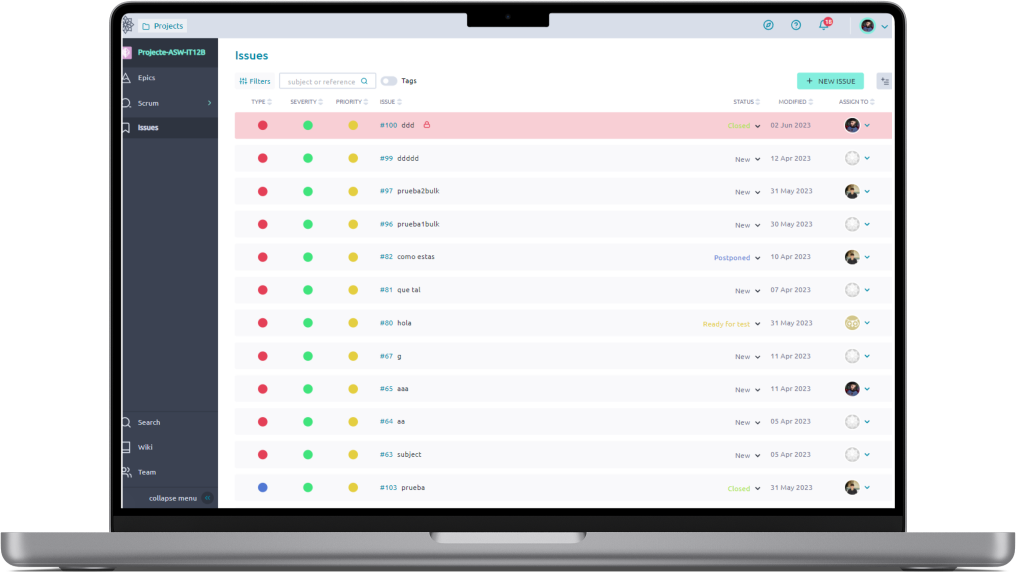 Projects
18
Projecte-ASW-IT12B
Epics
Scrum
Issues
Search
Wiki
Team
collapse menu
Issues
Filters
subject or reference
Tags
+ NEW ISSUE
TYPE SEVERITY PRIORITY ISSUE STATUS MODIFIED ASSIGN TO
#100 ddd Closed 02 Jun 2023
#99 ddddd New 12 Apr 2023
#97 prueba2bulk New 31 May 2023
#96 prueba1bulk New 30 May 2023
#82 como estas Postponed 10 Apr 2023
#81 que tal New 07 Apr 2023
#80 hola Ready for test 31 May 2023
#67 g New 11 Apr 2023
#65 aaa New 11 Apr 2023
#64 aa New 05 Apr 2023
#63 subject New 05 Apr 2023
#103 prueba Closed 31 May 2023